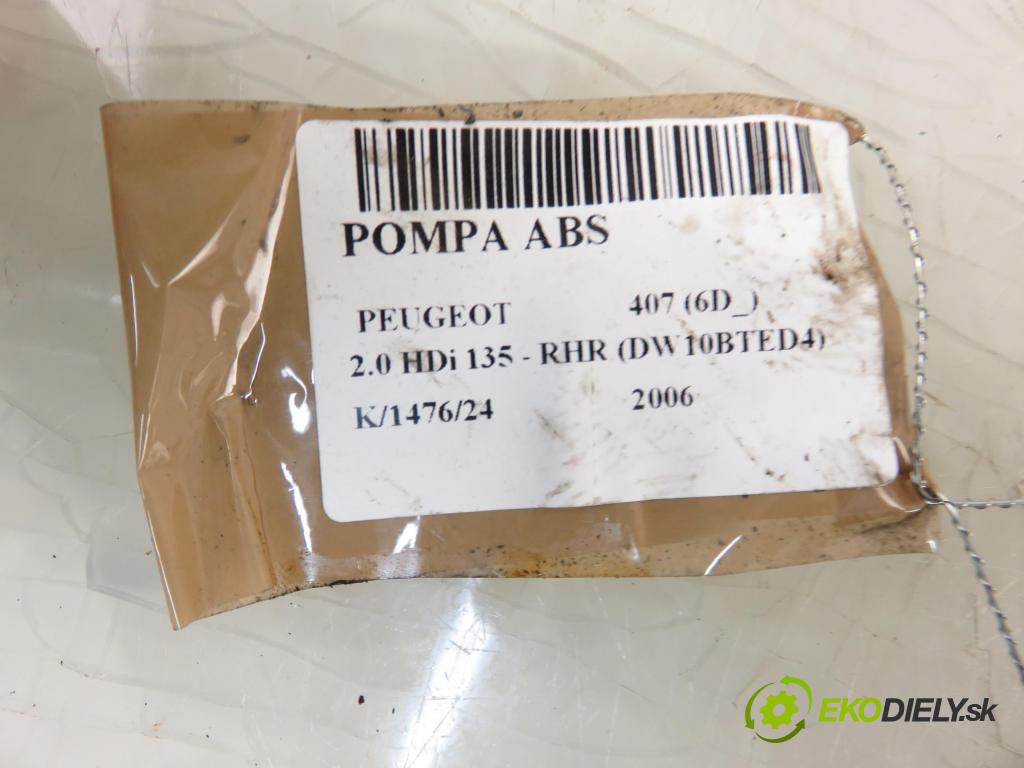 POMPA ABS
PEUGEOT 407 (6D_)
2.0 HDi 135 - RHR (DW10BTED4)
K/1476/24 2006
EKODIELY.sk